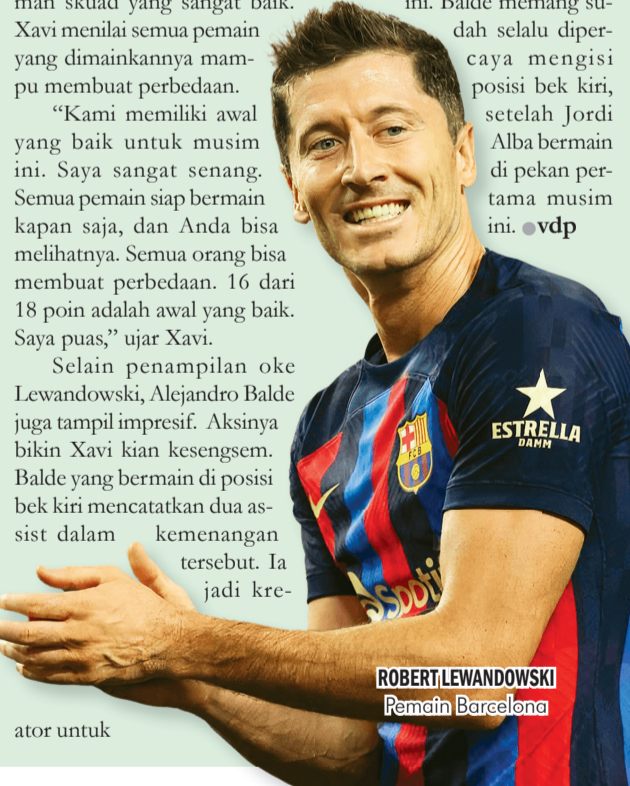 man skuad yang sangat baik.
Xavi menilai semua pemain
yang dimainkannya mam-
pu membuat perbedaan.
“Kami memiliki awal
yang baik untuk musim
ini. Saya sangat senang.
Semua pemain siap bermain
kapan saja, dan Anda bisa
melihatnya. Semua orang bisa
membuat perbedaan. 16 dari
18 poin adalah awal yang baik.
Saya puas,” ujar Xavi.
Selain penampilan oke
Lewandowski, Alejandro Balde
juga tampil impresif. Aksinya
bikin Xavi kian kesengsem.
Balde yang bermain di posisi
bek kiri mencatatkan dua as-
sist dalam kemenangan
tersebut. Ia
jadi kre-
ator untuk
ini. Balde memang su-
dah selalu diper-
caya mengisi
posisi bek kiri,
setelah Jordi
Alba bermain
di pekan per-
tama musim
ini. ●vdp
ESTRELLA
DAMM
FCB
Spoti
ROBERT LEWANDOWSKI
Pemain Barcelona